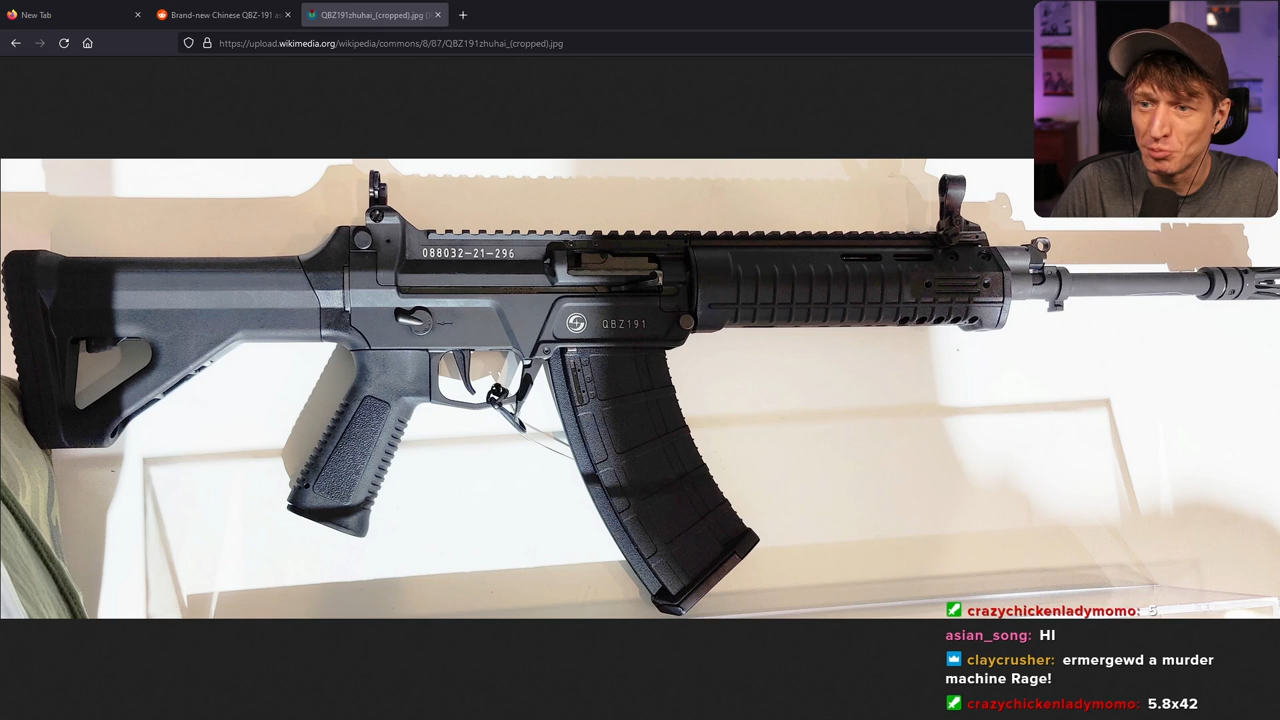 New Tab
Brand-new Chinese QBZ-191 as
QBZ191zhuhai_(cropped).jpg (
https://upload.wikimedia.org/wikipedia/commons/8/87/QBZ191zhuhai_(cropped).jpg
088032-21-296
QBZ191
crazychickenladymomo: 5
asian_song: HI
claycrusher: ermergewd a murder
machine Rage!
crazychickenladymomo: 5.8x42